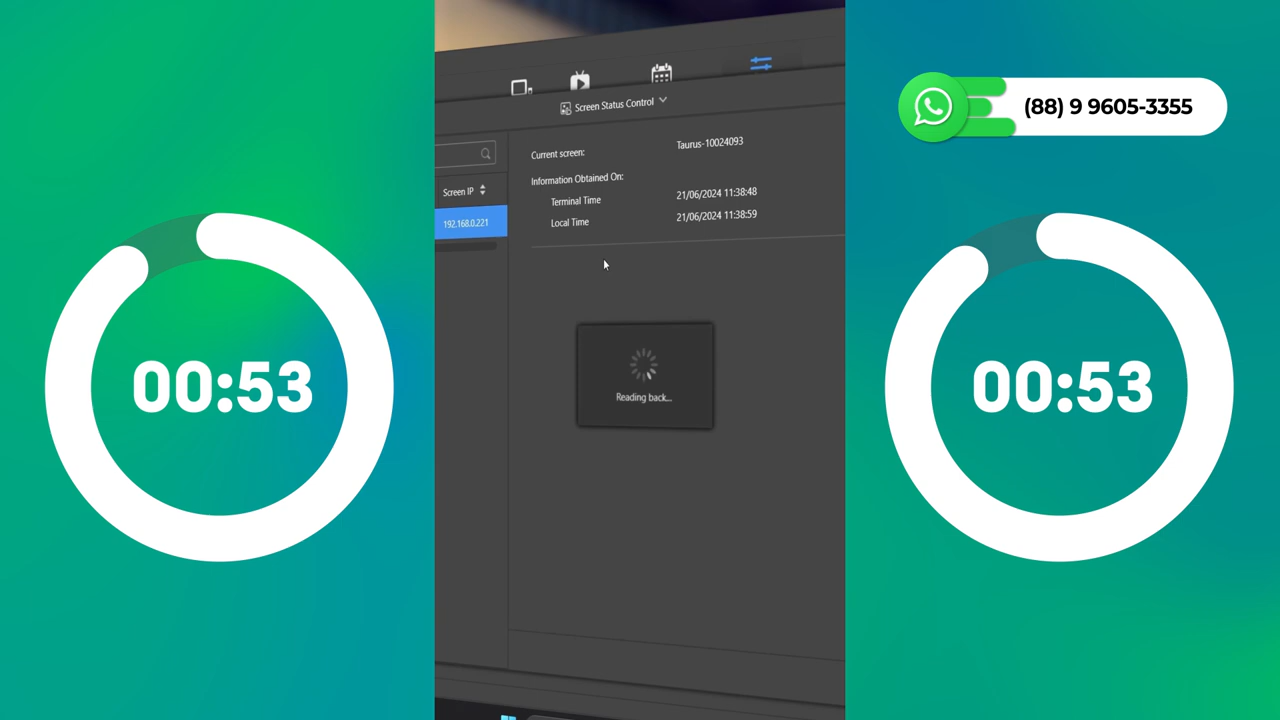 (88) 9 9605-3355
Screen Status Control
Current screen: Taurus-10024093
Information Obtained On:
Screen IP
Terminal Time 21/06/2024 11:38:48
192.168.0.221
Local Time 21/06/2024 11:38:59
00:53
Reading back...
00:53